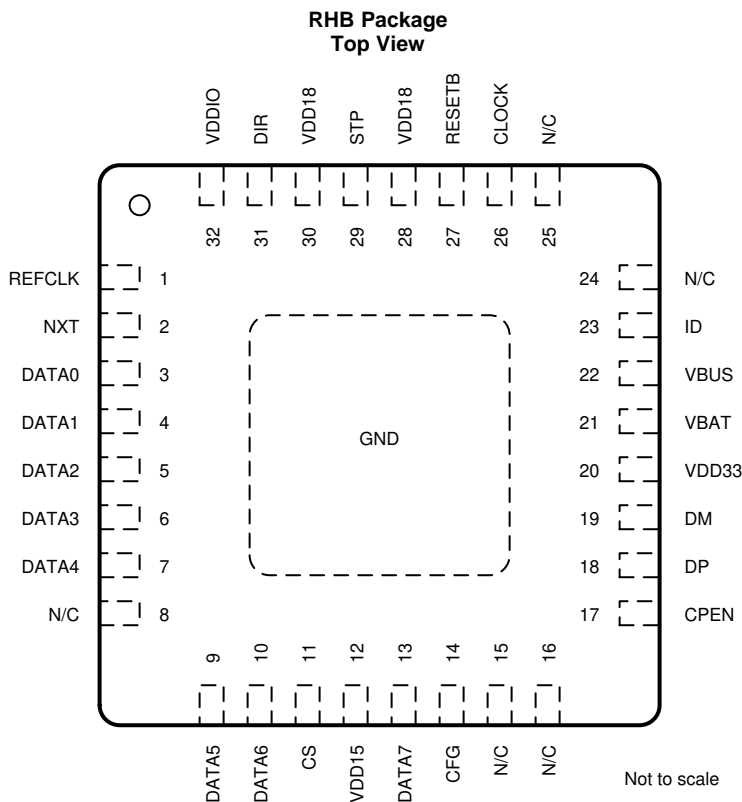 RHB Package
Top View
VDDIO
DIR
VDD18
STP
VDD18
RESETB
CLOCK
N/C
32
31
30
29
28
27
26
25
REFCLK 1
NXT 2
DATA0 3
DATA1 4
DATA2 5
DATA3 6
DATA4 7
N/C 8
GND
24 N/C
23 ID
22 VBUS
21 VBAT
20 VDD33
19 DM
18 DP
17 CPEN
9
10
11
12
13
14
15
16
DATA5
DATA6
CS
VDD15
DATA7
CFG
N/C
N/C
Not to scale